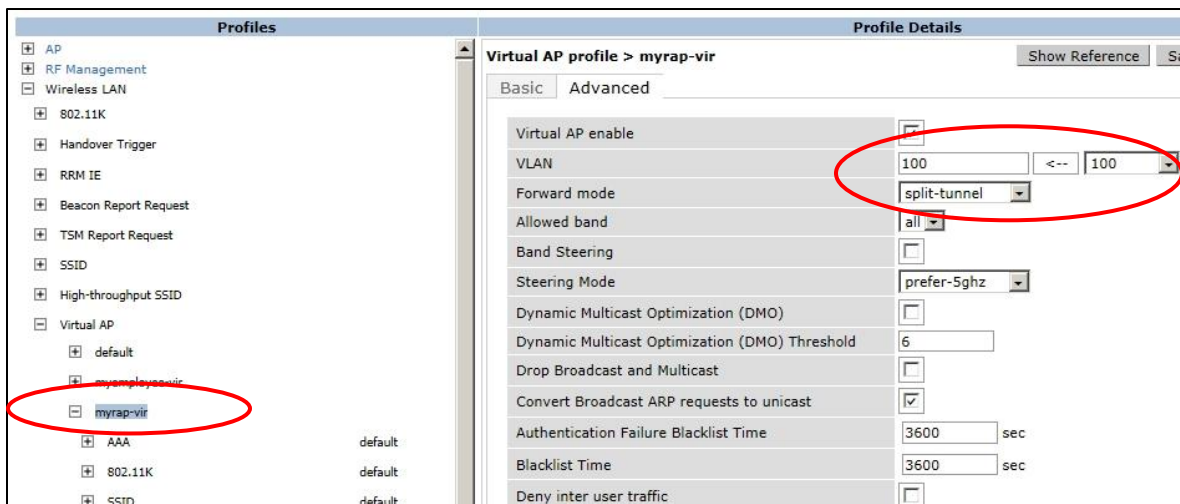 Profiles
Profile Details
AP
RF Management
Wireless LAN
802.11K
Handover Trigger
RRM IE
Beacon Report Request
TSM Report Request
SSID
High-throughput SSID
Virtual AP
default
myemployee-vir
myrap-vir
AAA default
802.11K default
SSID default
Virtual AP profile > myrap-vir
Show Reference
Sa
Basic Advanced
Virtual AP enable
VLAN 100 <-- 100
Forward mode split-tunnel
Allowed band all
Band Steering
Steering Mode prefer-5ghz
Dynamic Multicast Optimization (DMO)
Dynamic Multicast Optimization (DMO) Threshold 6
Drop Broadcast and Multicast
Convert Broadcast ARP requests to unicast
Authentication Failure Blacklist Time 3600 sec
Blacklist Time 3600 sec
Deny inter user traffic